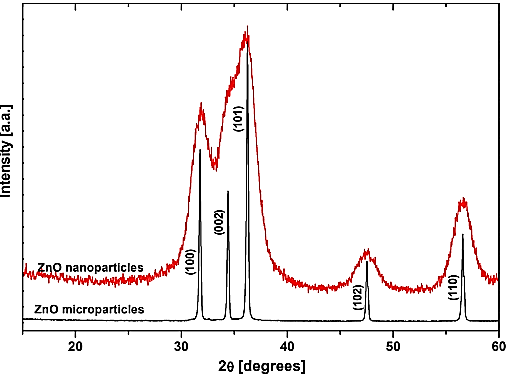 Intensity [a.a.]
(101)
(002)
(100)
(102)
(110)
ZnO nanoparticles
ZnO microparticles
20 30 40 50 60
2θ [degrees]